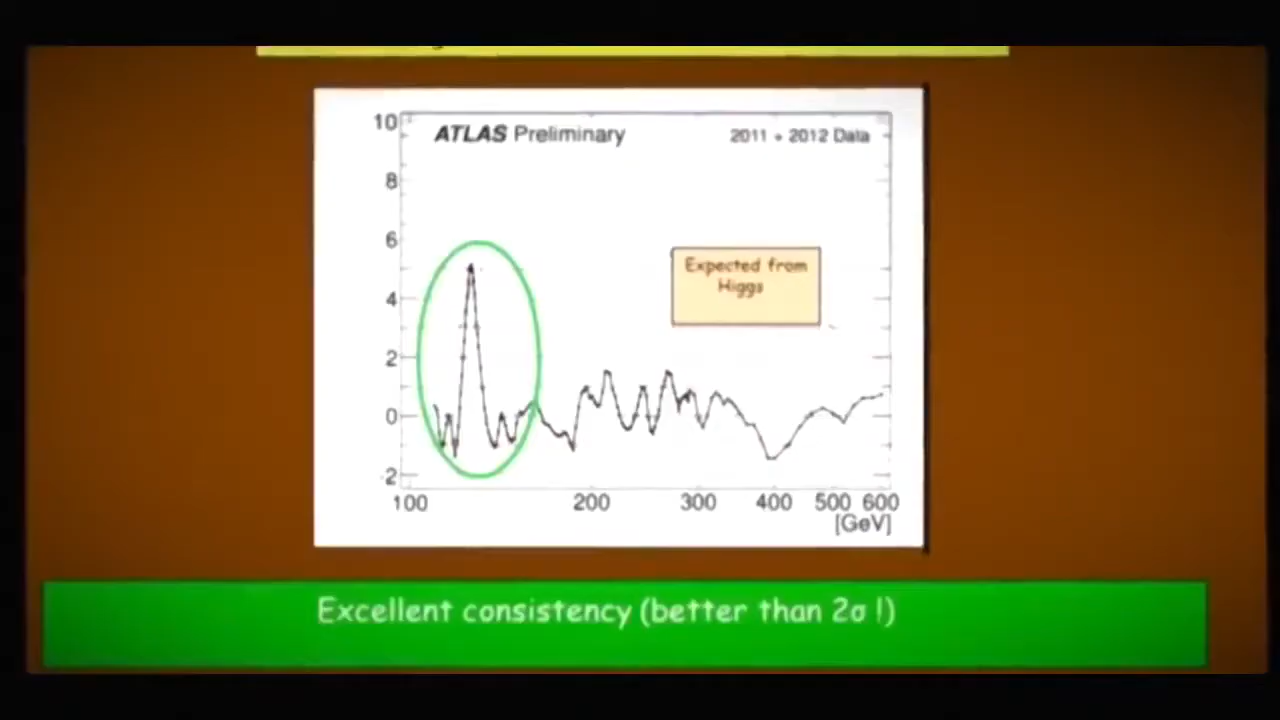 ATLAS Preliminary
2011 + 2012 Data
10
8
6
4
2
0
-2
Expected from
Higgs
100
200
300
400
500
600
[GeV]
Excellent consistency (better than 2σ !)